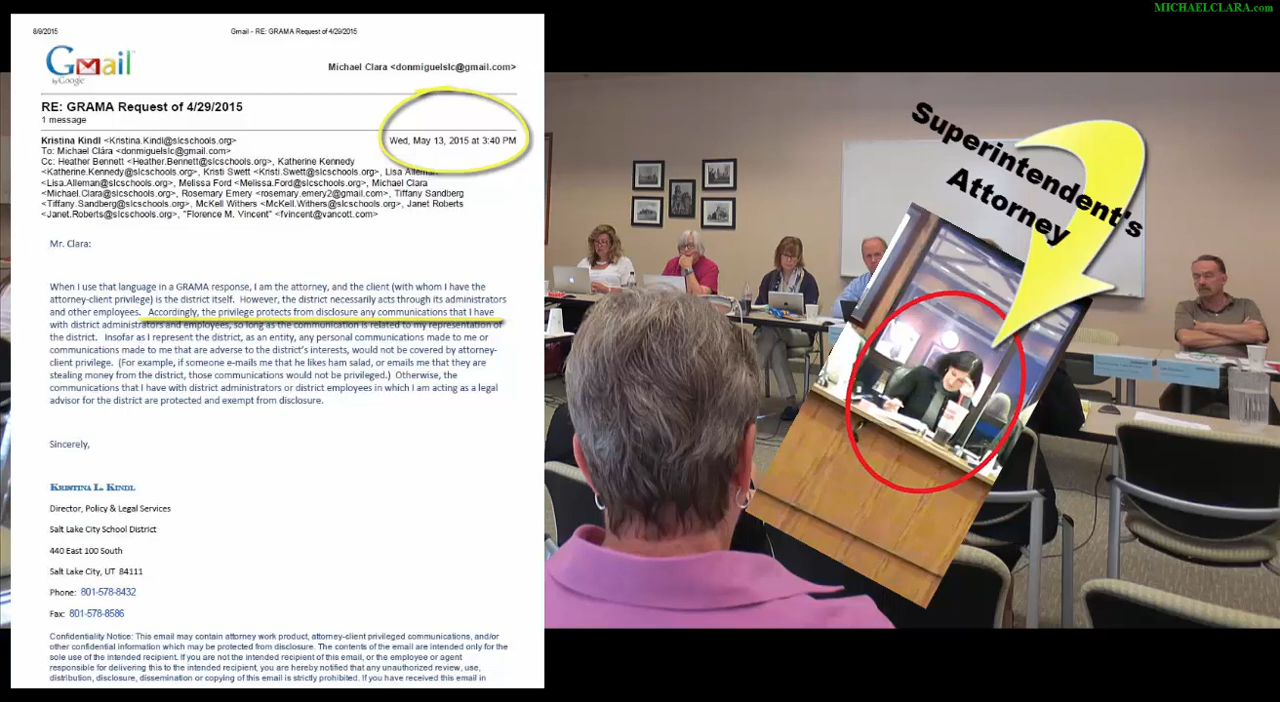 MICHAELCLARA.com
8/9/2015 Gmail - RE: GRAMA Request of 4/29/2015
Gmail
by Google
Michael Clara <donmiguelslc@gmail.com>
RE: GRAMA Request of 4/29/2015
1 message
Kristina Kindl <Kristina.Kindl@slcschools.org> Wed, May 13, 2015 at 3:40 PM
To: Michael Clára <donmiguelslc@gmail.com>
Cc: Heather Bennett <Heather.Bennett@slcschools.org>, Katherine Kennedy
<Katherine.Kennedy@slcschools.org>, Kristi Swett <Kristi.Swett@slcschools.org>, Lisa Alleman
<Lisa.Alleman@slcschools.org>, Melissa Ford <Melissa.Ford@slcschools.org>, Michael Clara
<Michael.Clara@slcschools.org>, Rosemary Emery <rosemary.emery2@gmail.com>, Tiffany Sandberg
<Tiffany.Sandberg@slcschools.org>, McKell Withers <McKell.Withers@slcschools.org>, Janet Roberts
<Janet.Roberts@slcschools.org>, "Florence M. Vincent" <fvincent@vancott.com>
Mr. Clara:
When I use that language in a GRAMA response, I am the attorney, and the client (with whom I have the
attorney-client privilege) is the district itself. However, the district necessarily acts through its administrators
and other employees. Accordingly, the privilege protects from disclosure any communications that I have
with district administrators and employees, so long as the communication is related to my representation of
the district. Insofar as I represent the district, as an entity, any personal communications made to me or
communications made to me that are adverse to the district's interests, would not be covered by attorney-
client privilege. (For example, if someone e-mails me that he likes ham salad, or emails me that they are
stealing money from the district, those communications would not be privileged.) Otherwise, the
communications that I have with district administrators or district employees in which I am acting as a legal
advisor for the district are protected and exempt from disclosure.
Sincerely,
KRISTINA L. KINDL
Director, Policy & Legal Services
Salt Lake City School District
440 East 100 South
Salt Lake City, UT 84111
Phone: 801-578-8432
Fax: 801-578-8586
Confidentiality Notice: This email may contain attorney work product, attorney-client privileged communications, and/or
other confidential information which may be protected from disclosure. The contents of the email are intended only for the
sole use of the intended recipient. If you are not the intended recipient of this email, or the employee or agent
responsible for delivering this to the intended recipient, you are hereby notified that any unauthorized review, use,
distribution, disclosure, dissemination or copying of this email is strictly prohibited. If you have received this email in
Superintendent's
Attorney